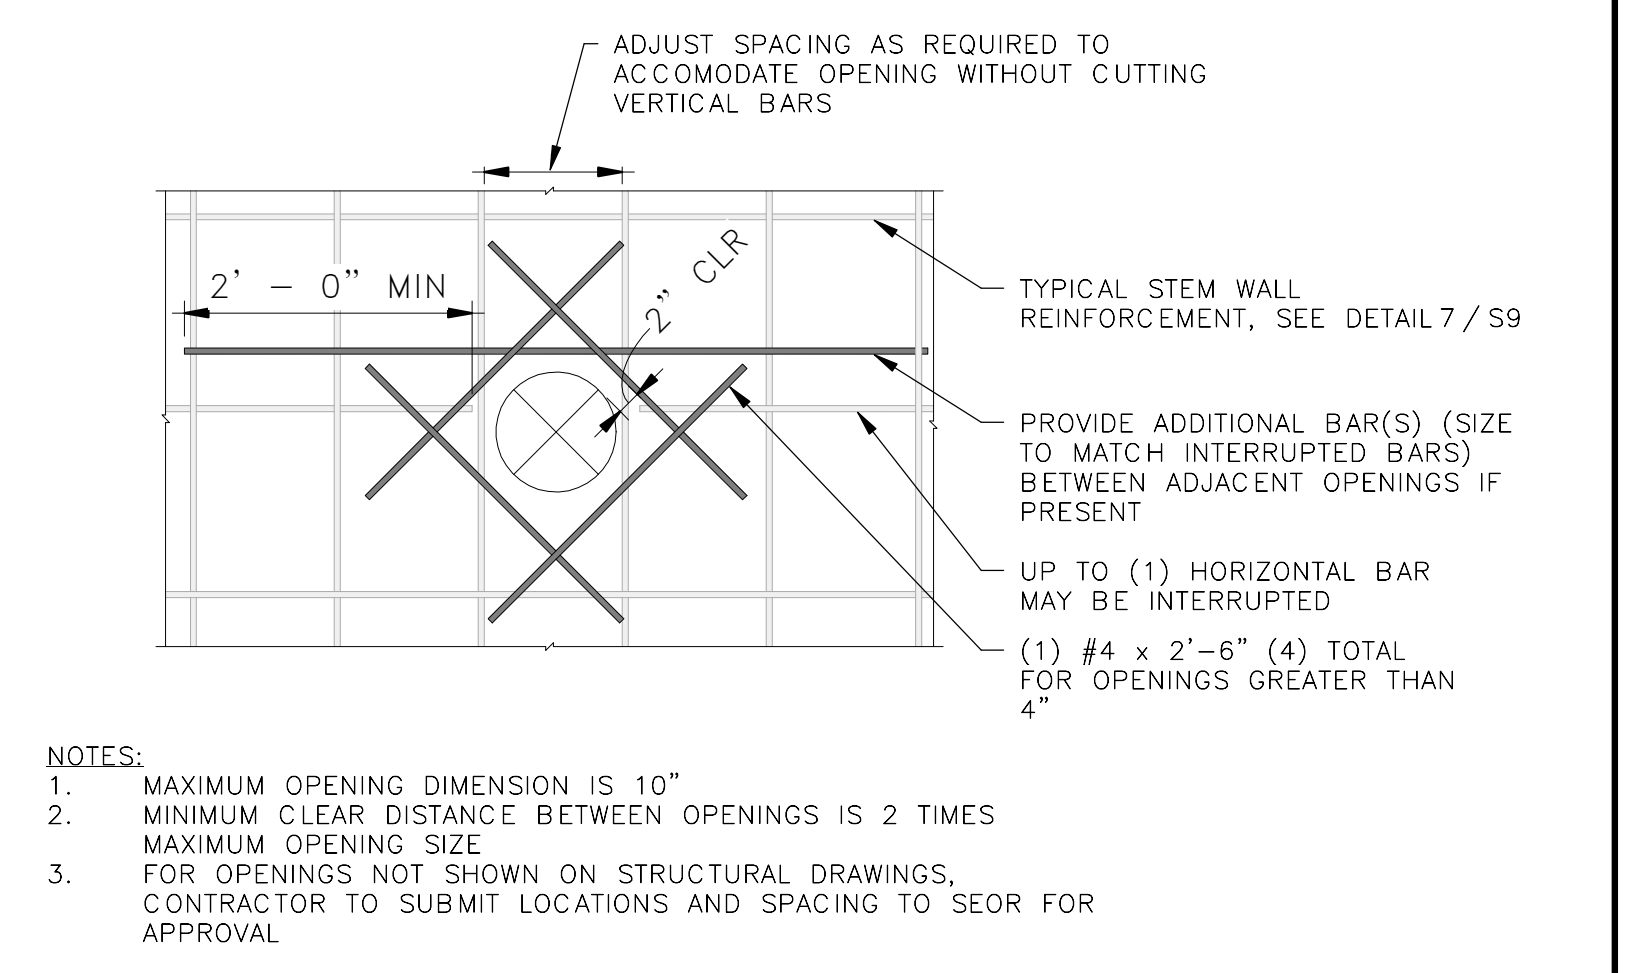 ADJUST SPACING AS REQUIRED TO
ACCOMODATE OPENING WITHOUT CUTTING
VERTICAL BARS
2' - 0" MIN
2" CLR
TYPICAL STEM WALL
REINFORCEMENT, SEE DETAIL 7 / S9
PROVIDE ADDITIONAL BAR(S) (SIZE
TO MATCH INTERRUPTED BARS)
BETWEEN ADJACENT OPENINGS IF
PRESENT
UP TO (1) HORIZONTAL BAR
MAY BE INTERRUPTED
(1) #4 x 2'-6" (4) TOTAL
FOR OPENINGS GREATER THAN
4"
NOTES:
1. MAXIMUM OPENING DIMENSION IS 10"
2. MINIMUM CLEAR DISTANCE BETWEEN OPENINGS IS 2 TIMES
MAXIMUM OPENING SIZE
3. FOR OPENINGS NOT SHOWN ON STRUCTURAL DRAWINGS,
CONTRACTOR TO SUBMIT LOCATIONS AND SPACING TO SEOR FOR
APPROVAL